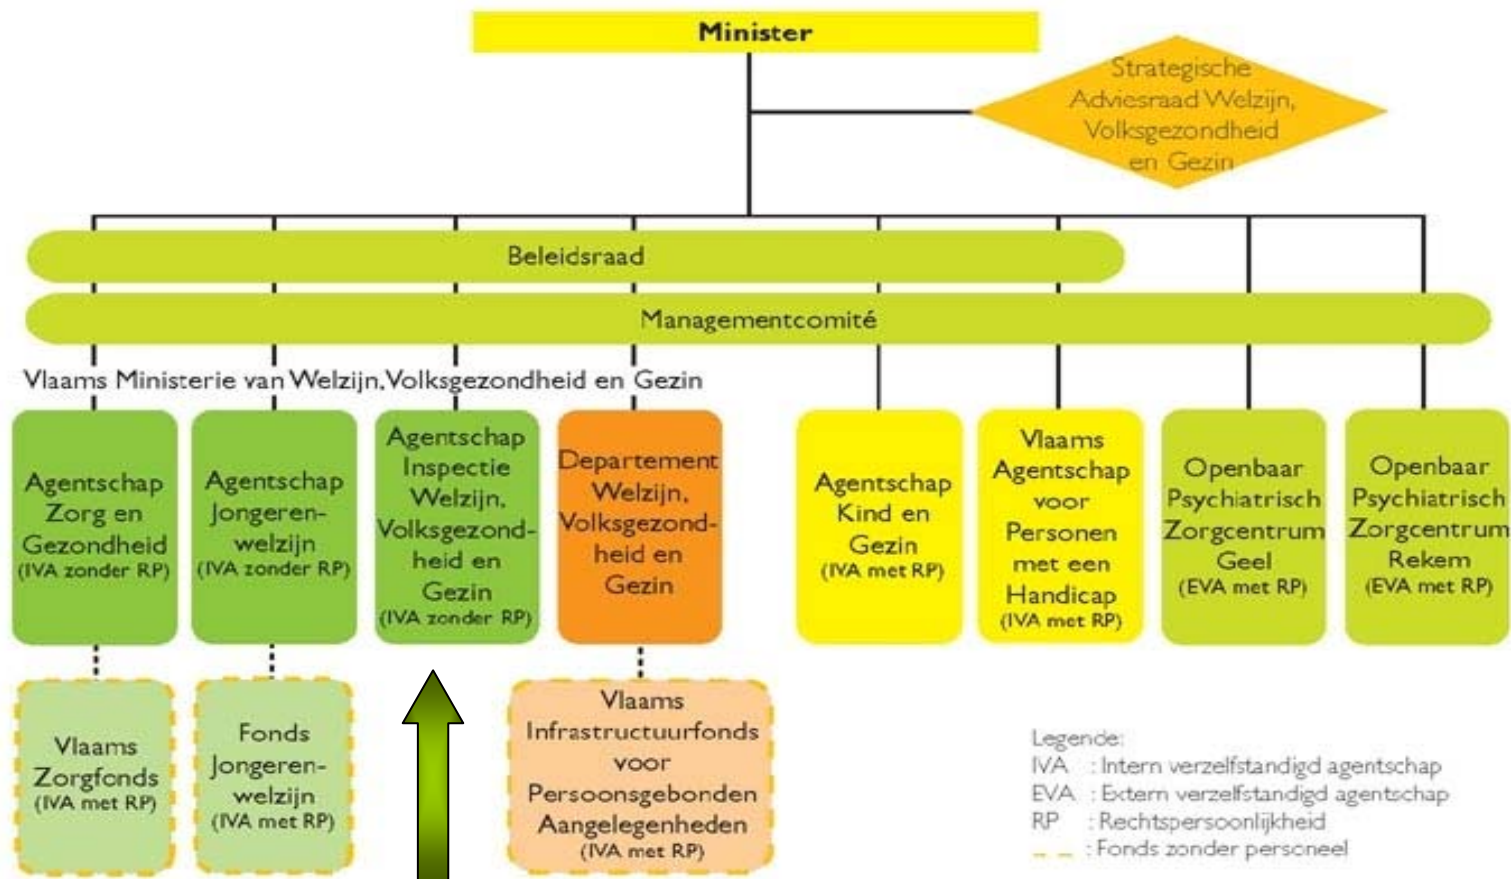 Minister
Strategische
Adviesraad Welzijn,
Volksgezondheid
en Gezin
Beleidsraad
Managementcomité
Vlaams Ministerie van Welzijn, Volksgezondheid en Gezin
Agentschap
Zorg en
Gezondheid
(IVA zonder RP)
Agentschap
Jongeren-
welzijn
(IVA zonder RP)
Agentschap
Inspectie
Welzijn,
Volksgezond-
heid en
Gezin
(IVA zonder RP)
Departement
Welzijn,
Volksgezond-
heid en
Gezin
Agentschap
Kind en
Gezin
(IVA met RP)
Vlaams
Agentschap
voor
Personen
met een
Handicap
(IVA met RP)
Openbaar
Psychiatrisch
Zorgcentrum
Geel
(EVA met RP)
Openbaar
Psychiatrisch
Zorgcentrum
Rekem
(EVA met RP)
Vlaams
Zorgfonds
(IVA met RP)
Fonds
Jongeren-
welzijn
(IVA met RP)
Vlaams
Infrastructuurfonds
voor
Persoonsgebonden
Aangelegenheden
(IVA met RP)
Legende:
IVA : Intern verzelfstandigd agentschap
EVA : Extern verzelfstandigd agentschap
RP : Rechtspersoonlijkheid
: Fonds zonder personeel